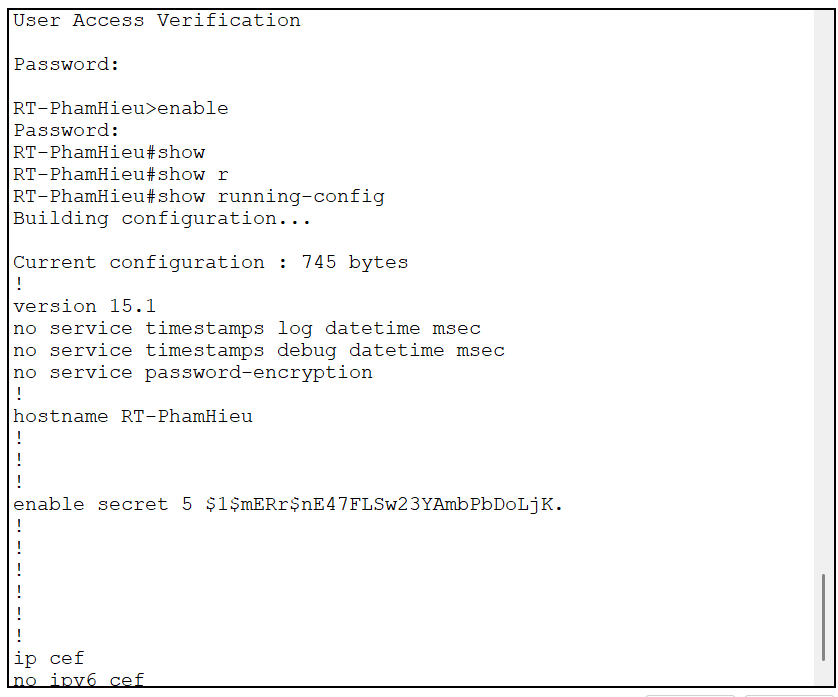 User Access Verification
Password:
RT-PhamHieu>enable
Password:
RT-PhamHieu#show
RT-PhamHieu#show r
RT-PhamHieu#show running-config
Building configuration...
Current configuration : 745 bytes
!
version 15.1
no service timestamps log datetime msec
no service timestamps debug datetime msec
no service password-encryption
!
hostname RT-PhamHieu
!
!
!
enable secret 5 $1$mERr$nE47FLSw23YAmbPbDoLjK.
!
!
!
!
!
!
ip cef
no ipv6 cef